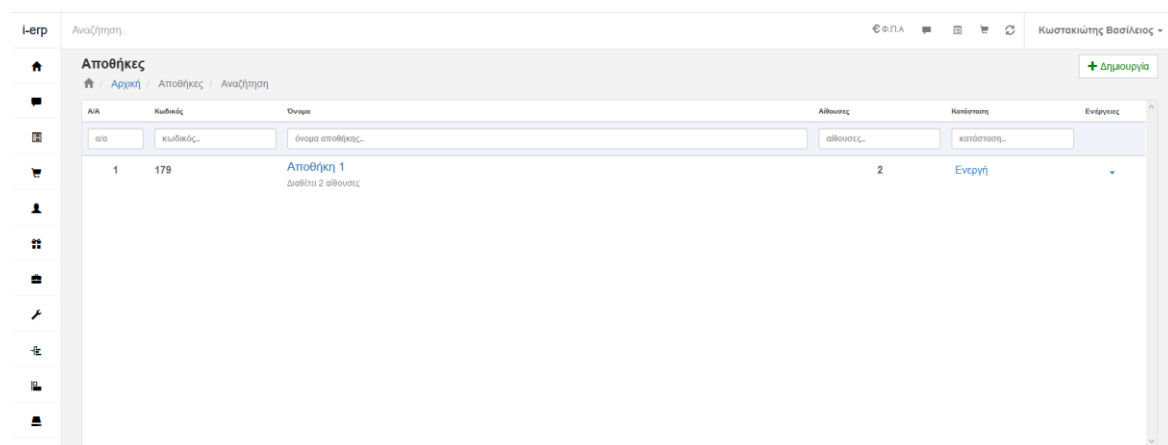 i-erp Αναζήτηση.. € Φ.Π.Α Κωστακιώτης Βασίλειος
Αποθήκες
Δημιουργία
/ Αρχική / Αποθήκες / Αναζήτηση
Α/Α Κωδικός Όνομα Αίθουσες Κατάσταση Ενέργειες
α/α κωδικός.. όνομα αποθήκης.. αίθουσες.. κατάσταση..
1 179 Αποθήκη 1 2 Ενεργή
Διαθέτει 2 αίθουσες